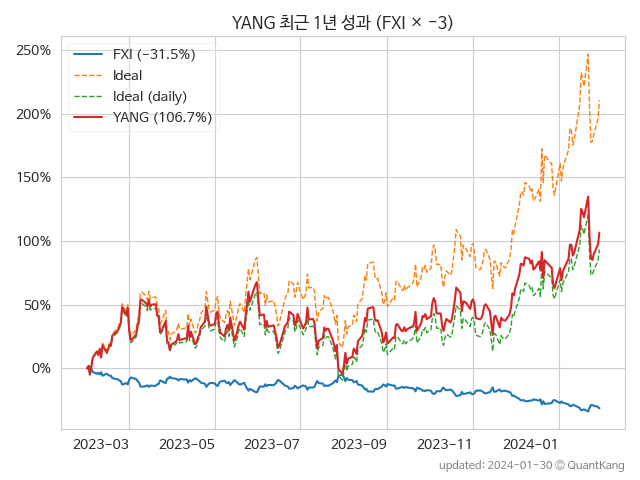 YANG 최근 1년 성과 (FXI × -3)
FXI (-31.5%)
Ideal
Ideal (daily)
YANG (106.7%)
250%
200%
150%
100%
50%
0%
2023-03 2023-05 2023-07 2023-09 2023-11 2024-01
updated: 2024-01-30 © QuantKang